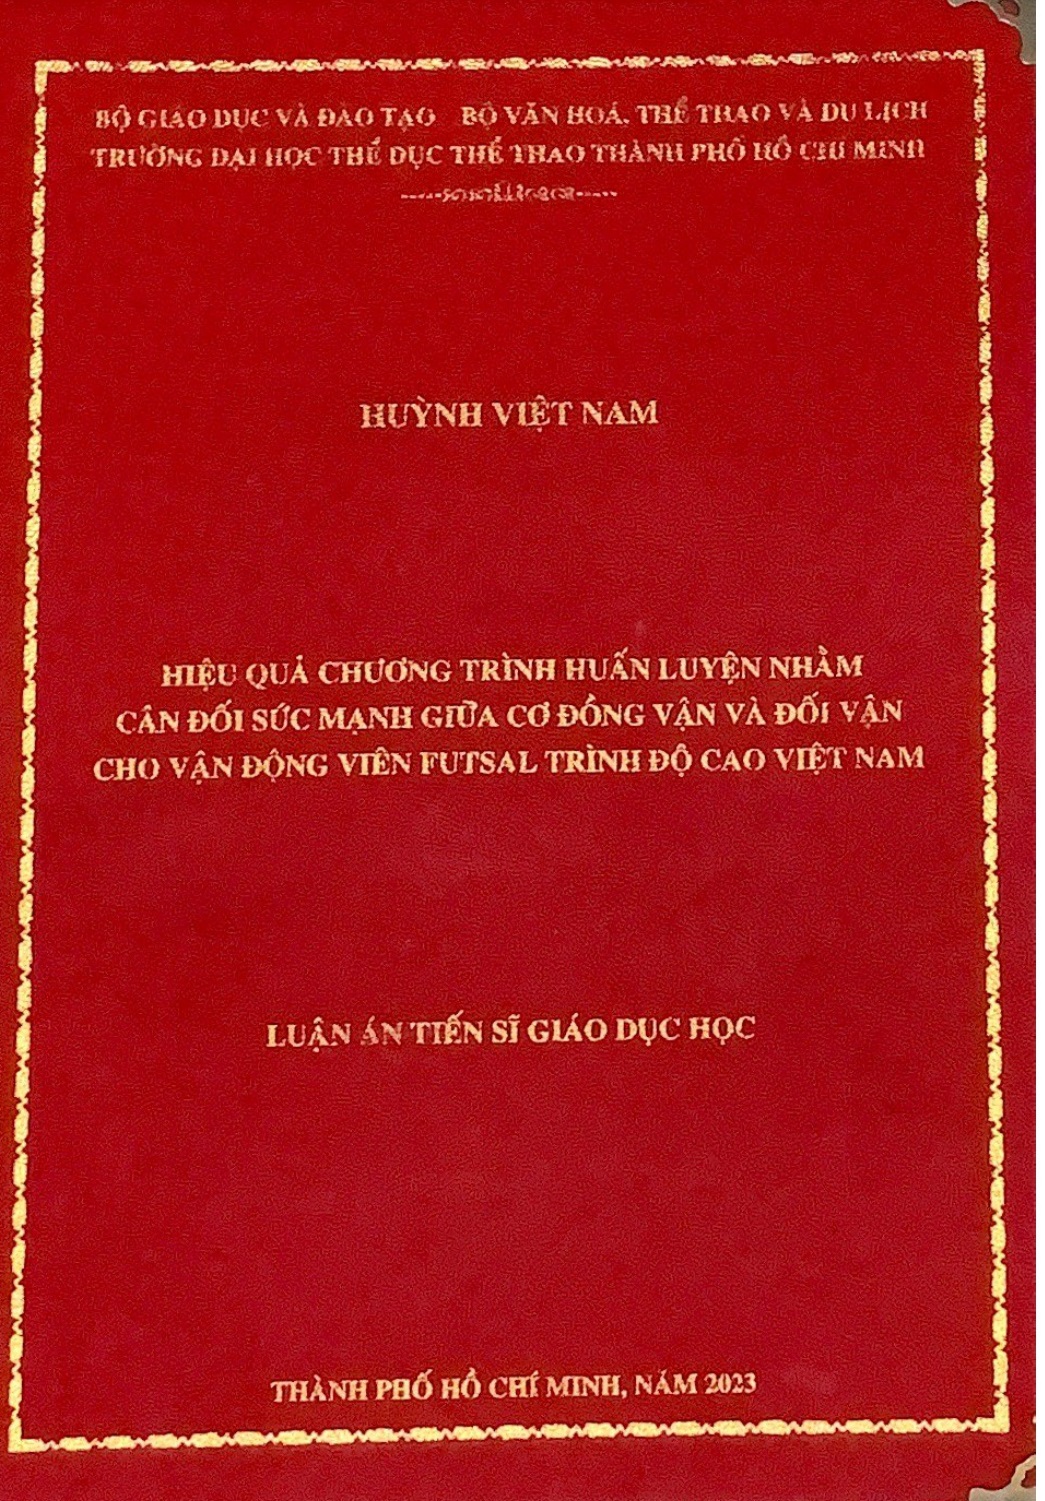 BỘ GIÁO DỤC VÀ ĐÀO TẠO BỘ VĂN HOÁ, THỂ THAO VÀ DU LỊCH
TRƯỜNG ĐẠI HỌC THỂ DỤC THỂ THAO THÀNH PHỐ HỒ CHÍ MINH
HUỲNH VIỆT NAM
HIỆU QUẢ CHƯƠNG TRÌNH HUẤN LUYỆN NHẰM
CÂN ĐỐI SỨC MẠNH GIỮA CƠ ĐỒNG VẬN VÀ ĐỐI VẬN
CHO VẬN ĐỘNG VIÊN FUTSAL TRÌNH ĐỘ CAO VIỆT NAM
LUẬN ÁN TIẾN SĨ GIÁO DỤC HỌC
THÀNH PHỐ HỒ CHÍ MINH, NĂM 2023